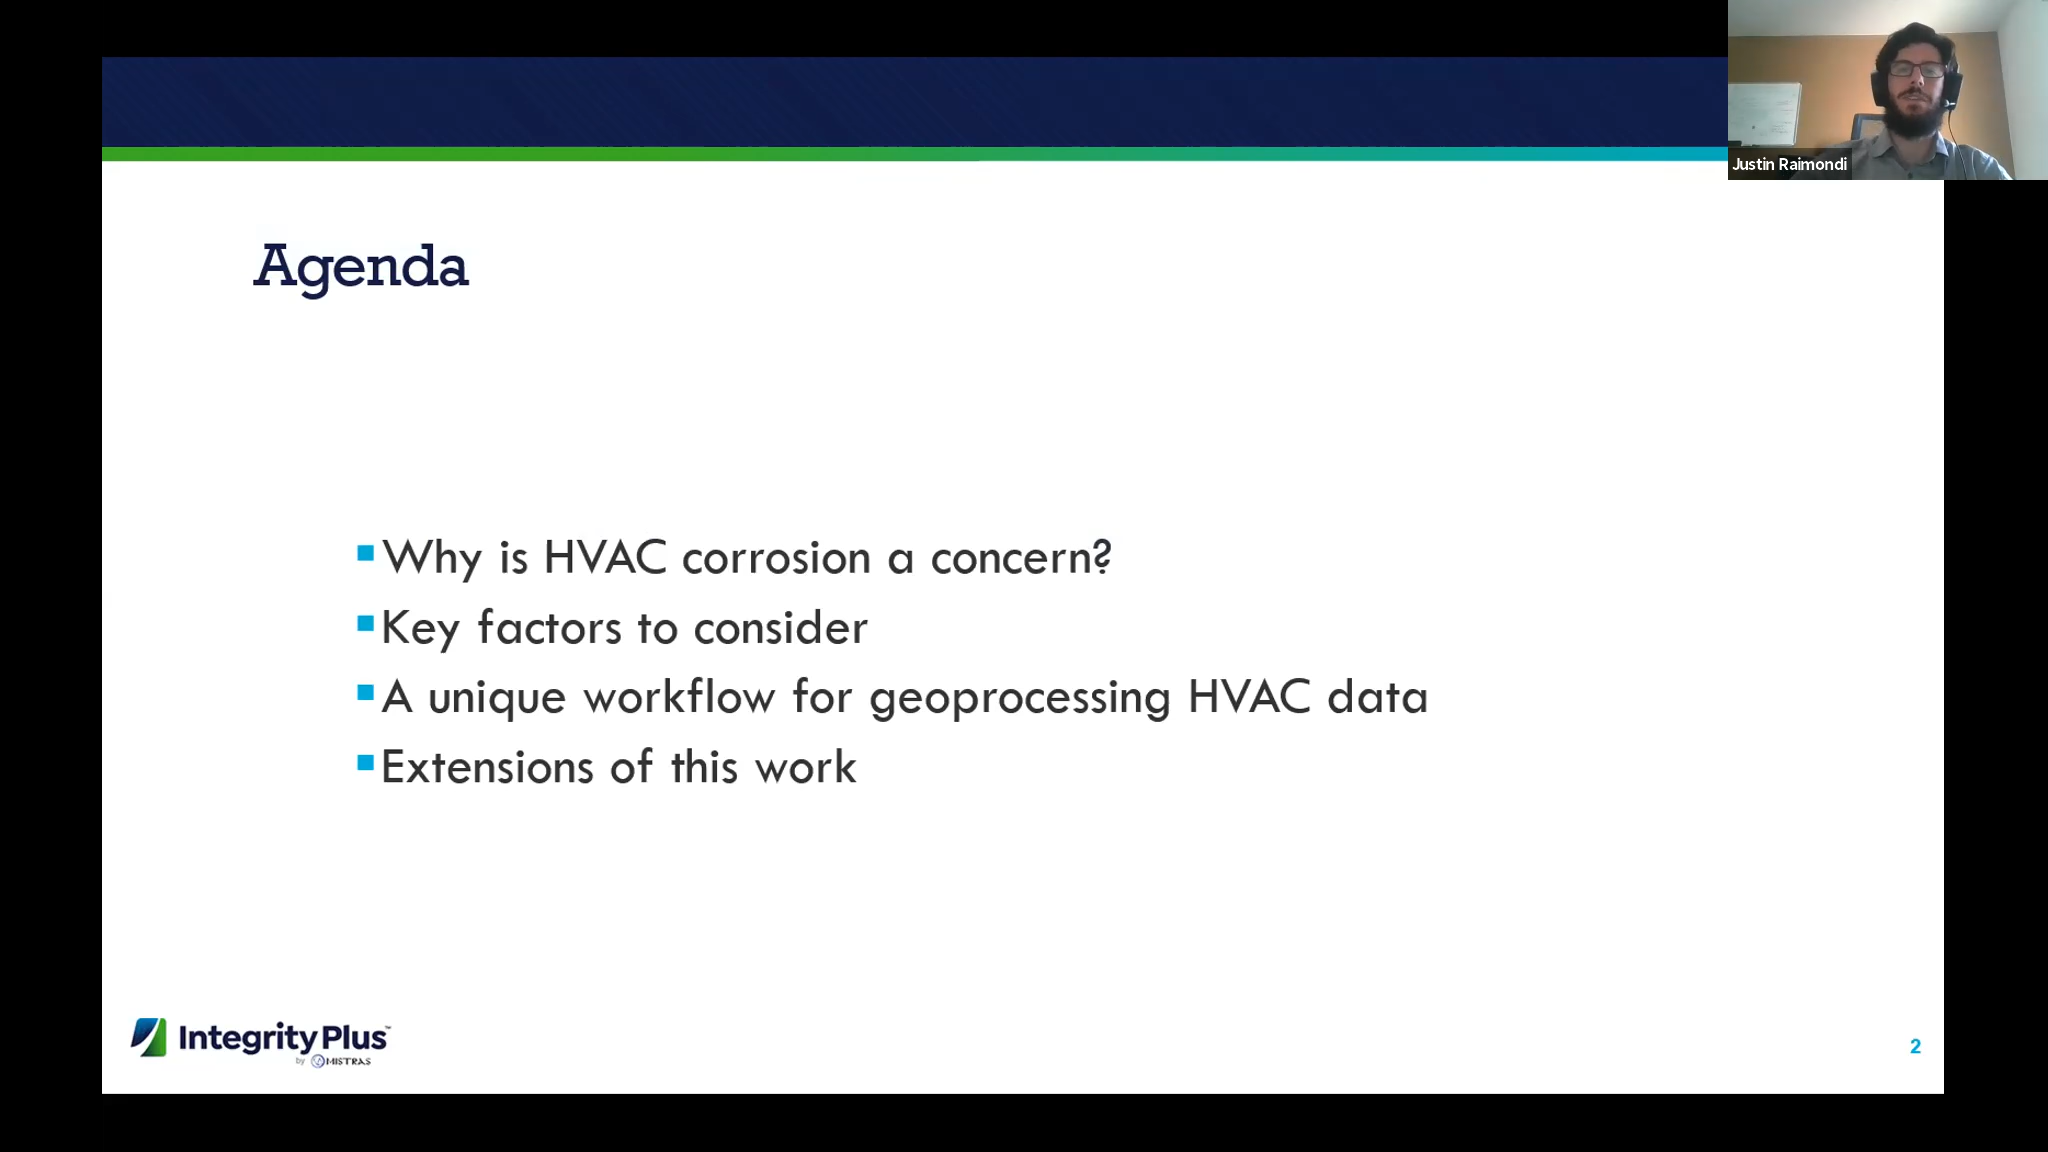 Justin Raimondi
Agenda
Why is HVAC corrosion a concern?
Key factors to consider
A unique workflow for geoprocessing HVAC data
Extensions of this work
Integrity Plus™
by MISTRAS
2